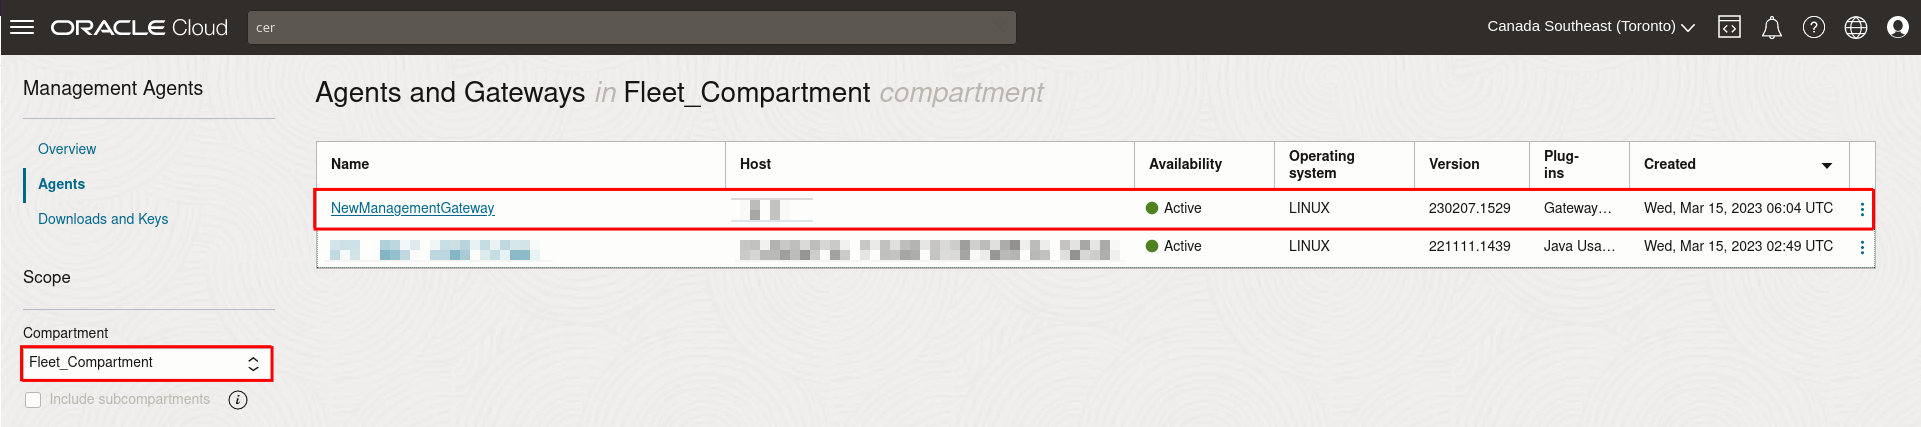 ORACLE Cloud
cer
Canada Southeast (Toronto)
Management Agents
Overview
Agents
Downloads and Keys
Scope
Compartment
Fleet_Compartment
Include subcompartments
Agents and Gateways in Fleet_Compartment compartment
Name Host Availability Operating system Version Plug-ins Created
NewManagementGateway Active LINUX 230207.1529 Gateway… Wed, Mar 15, 2023 06:04 UTC
Active LINUX 221111.1439 Java Usa… Wed, Mar 15, 2023 02:49 UTC